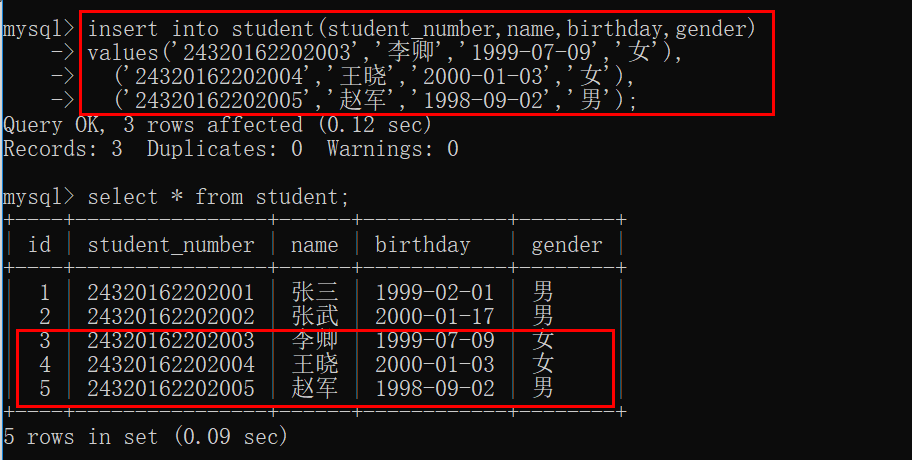 mysql> insert into student(student_number,name,birthday,gender)
    -> values('24320162202003','李卿','1999-07-09','女'),
    ->   ('24320162202004','王晓','2000-01-03','女'),
    ->   ('24320162202005','赵军','1998-09-02','男');
Query OK, 3 rows affected (0.12 sec)
Records: 3  Duplicates: 0  Warnings: 0
mysql> select * from student;
+----+----------------+------+------------+--------+
| id | student_number | name | birthday   | gender |
+----+----------------+------+------------+--------+
|  1 | 24320162202001 | 张三 | 1999-02-01 | 男     |
|  2 | 24320162202002 | 张武 | 2000-01-17 | 男     |
|  3 | 24320162202003 | 李卿 | 1999-07-09 | 女     |
|  4 | 24320162202004 | 王晓 | 2000-01-03 | 女     |
|  5 | 24320162202005 | 赵军 | 1998-09-02 | 男     |
+----+----------------+------+------------+--------+
5 rows in set (0.09 sec)